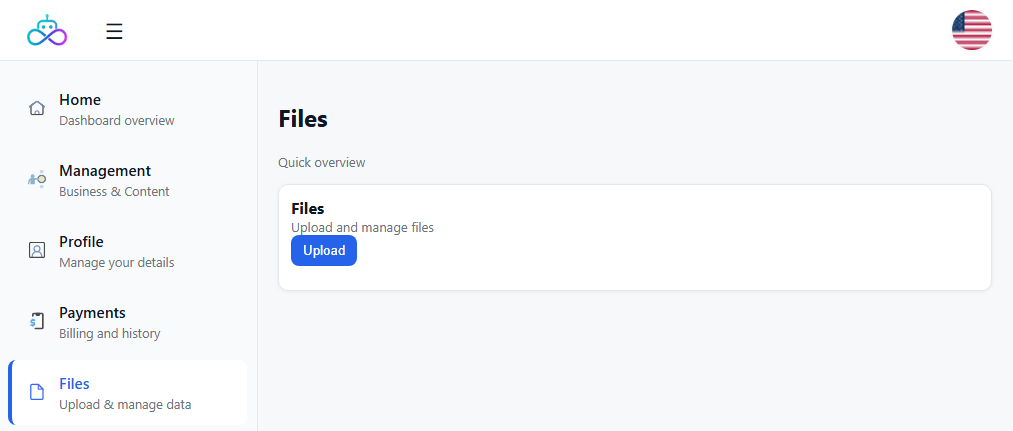 Home
Dashboard overview
Management
Business & Content
Profile
Manage your details
Payments
Billing and history
Files
Upload & manage data
Files
Quick overview
Files
Upload and manage files
Upload